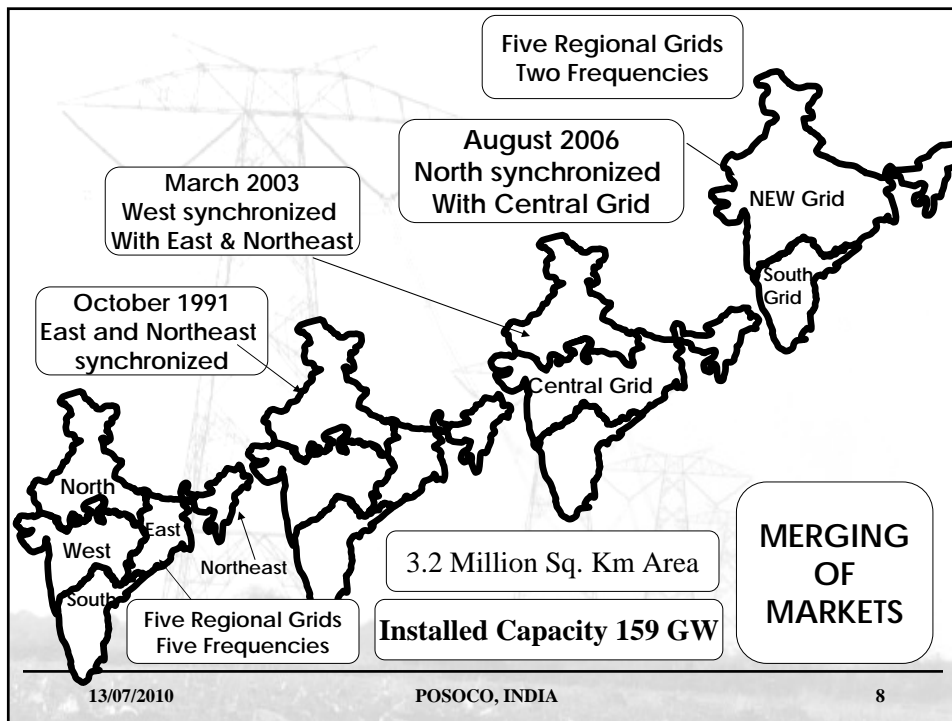 Five Regional Grids
Two Frequencies
August 2006
North synchronized
With Central Grid
March 2003
West synchronized
With East & Northeast
October 1991
East and Northeast
synchronized
NEW Grid
South
Grid
Central Grid
North
East
West
Northeast
South
Five Regional Grids
Five Frequencies
3.2 Million Sq. Km Area
Installed Capacity 159 GW
MERGING
OF
MARKETS
13/07/2010
POSOCO, INDIA
8